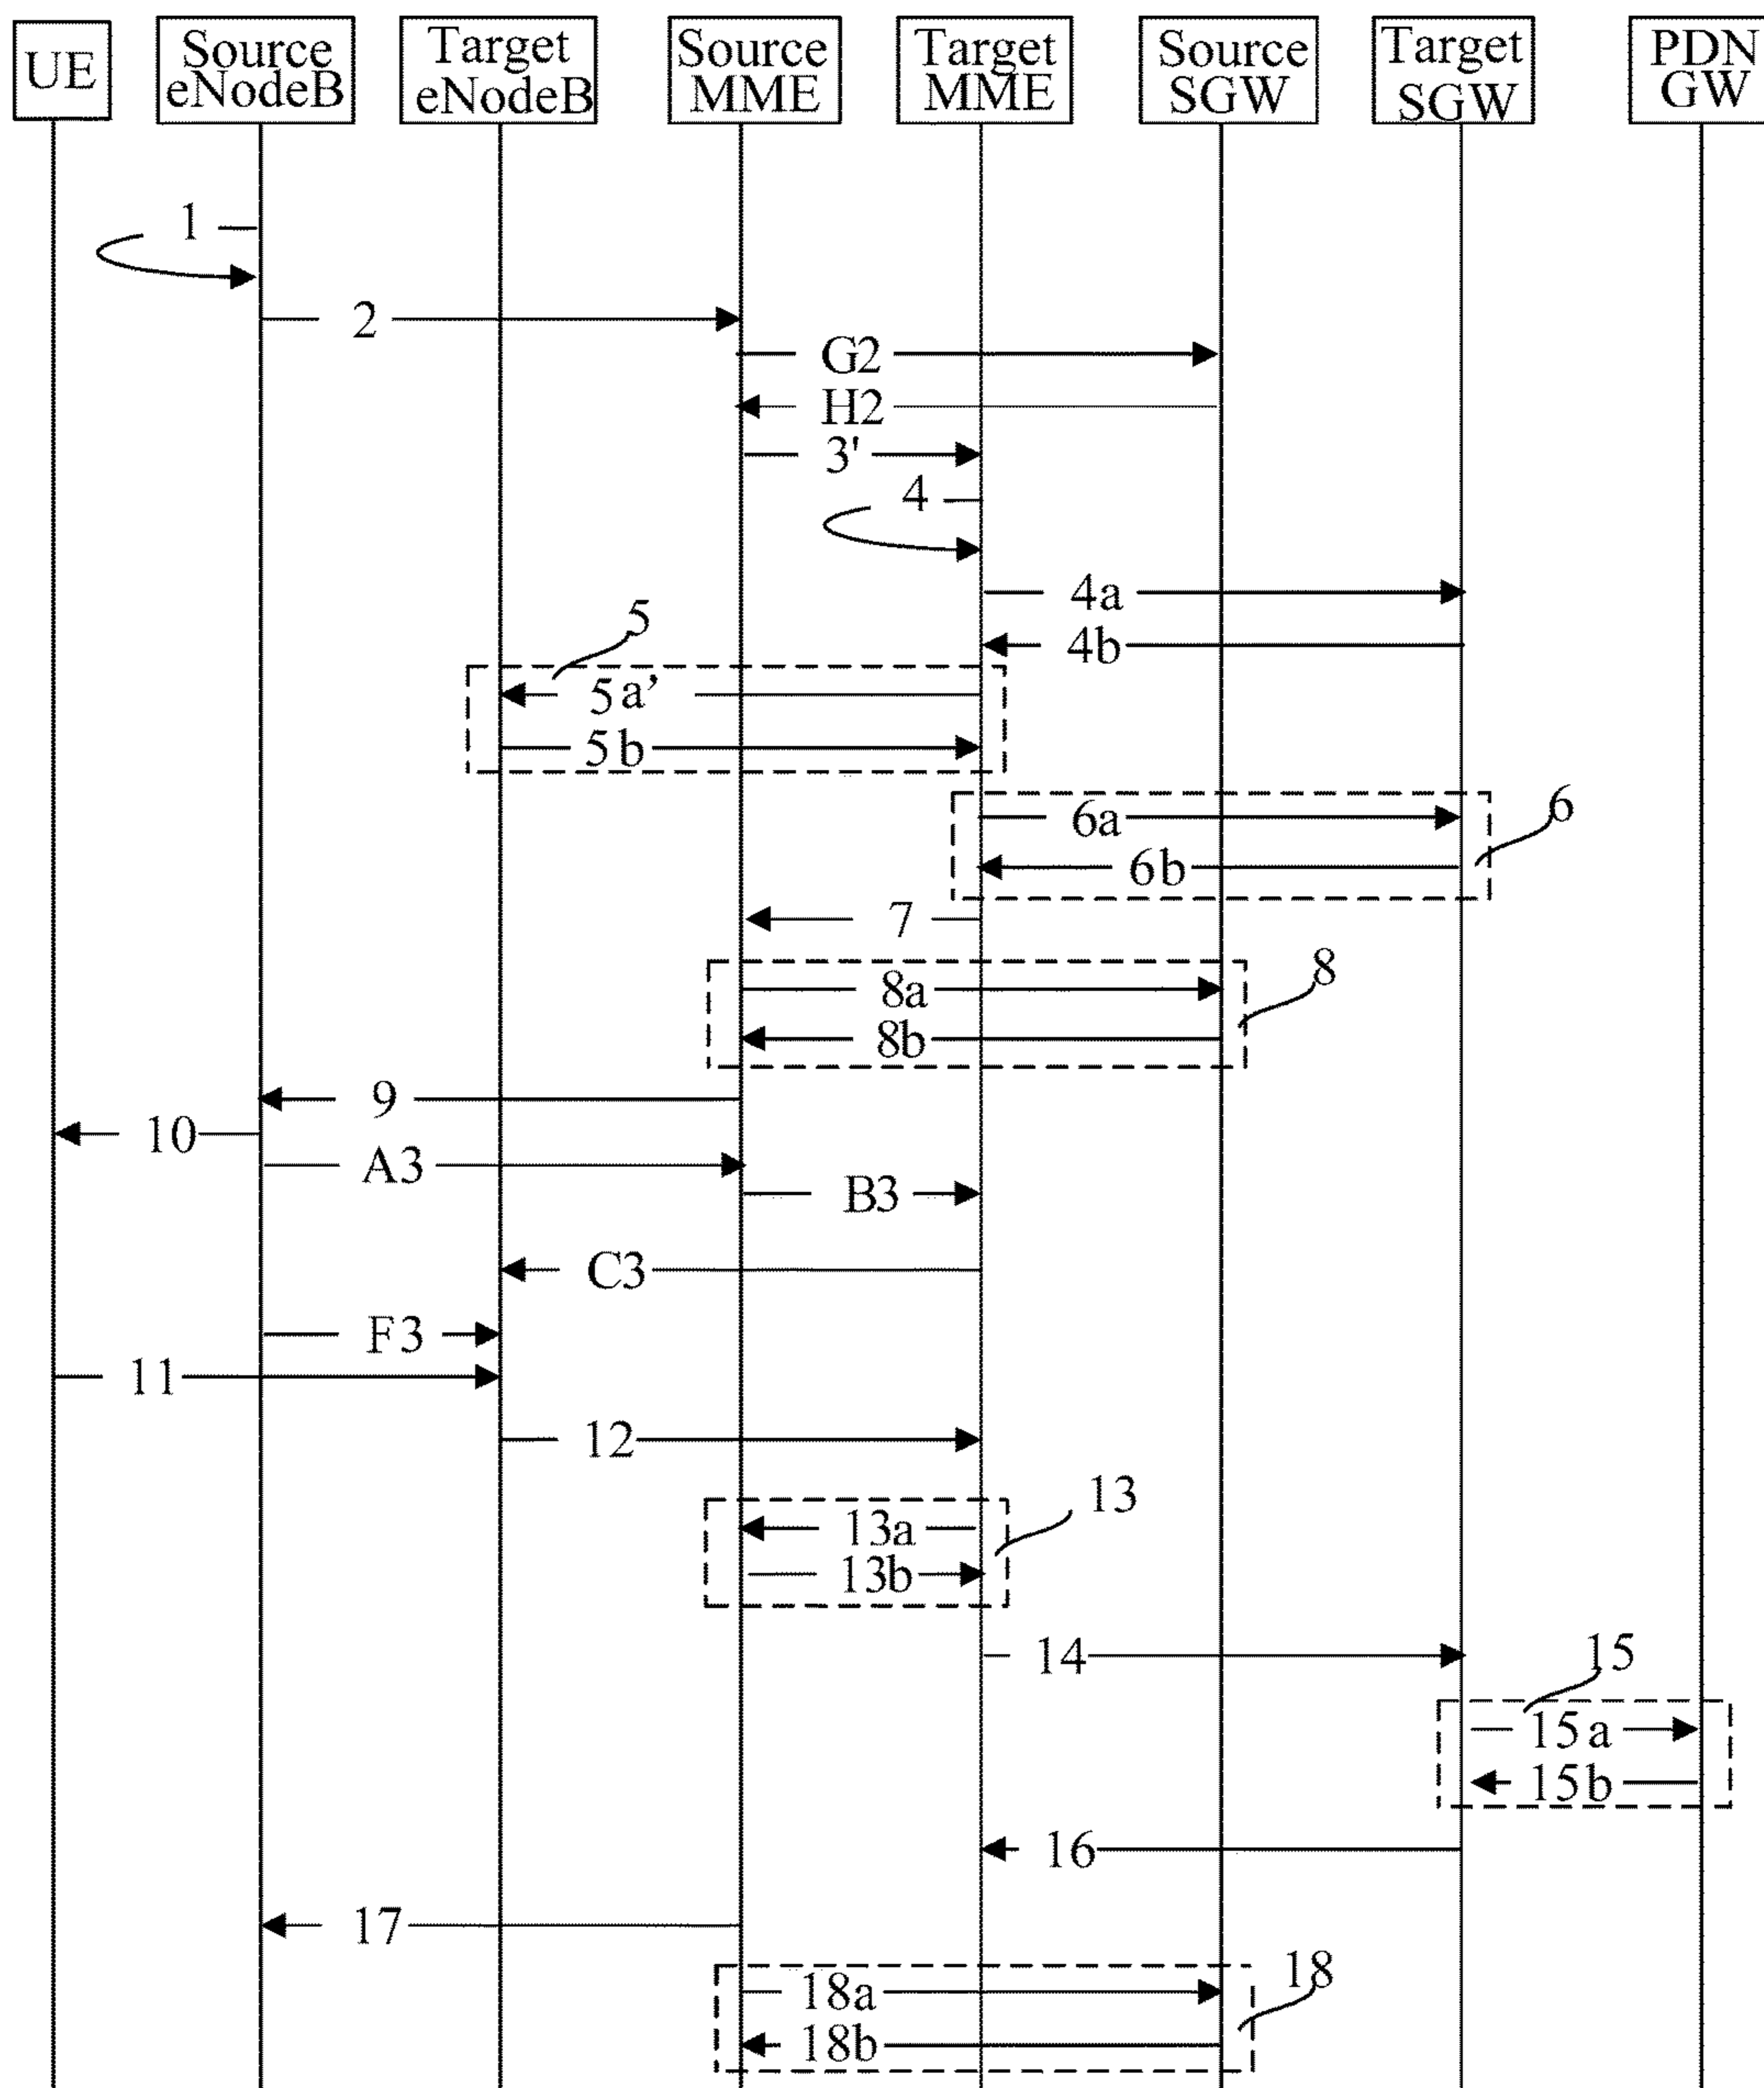 UE
Source
eNodeB
Target
eNodeB
Source
MME
Target
MME
Source
SGW
Target
SGW
PDN
GW
1
2
G2
H2
3'
4
4a
4b
5
5a’
5b
6a
6
6b
7
8
8a
8b
9
10
A3
B3
C3
F3
11
12
13
13a
13b
14
15
15a
15b
16
17
18
18a
18b